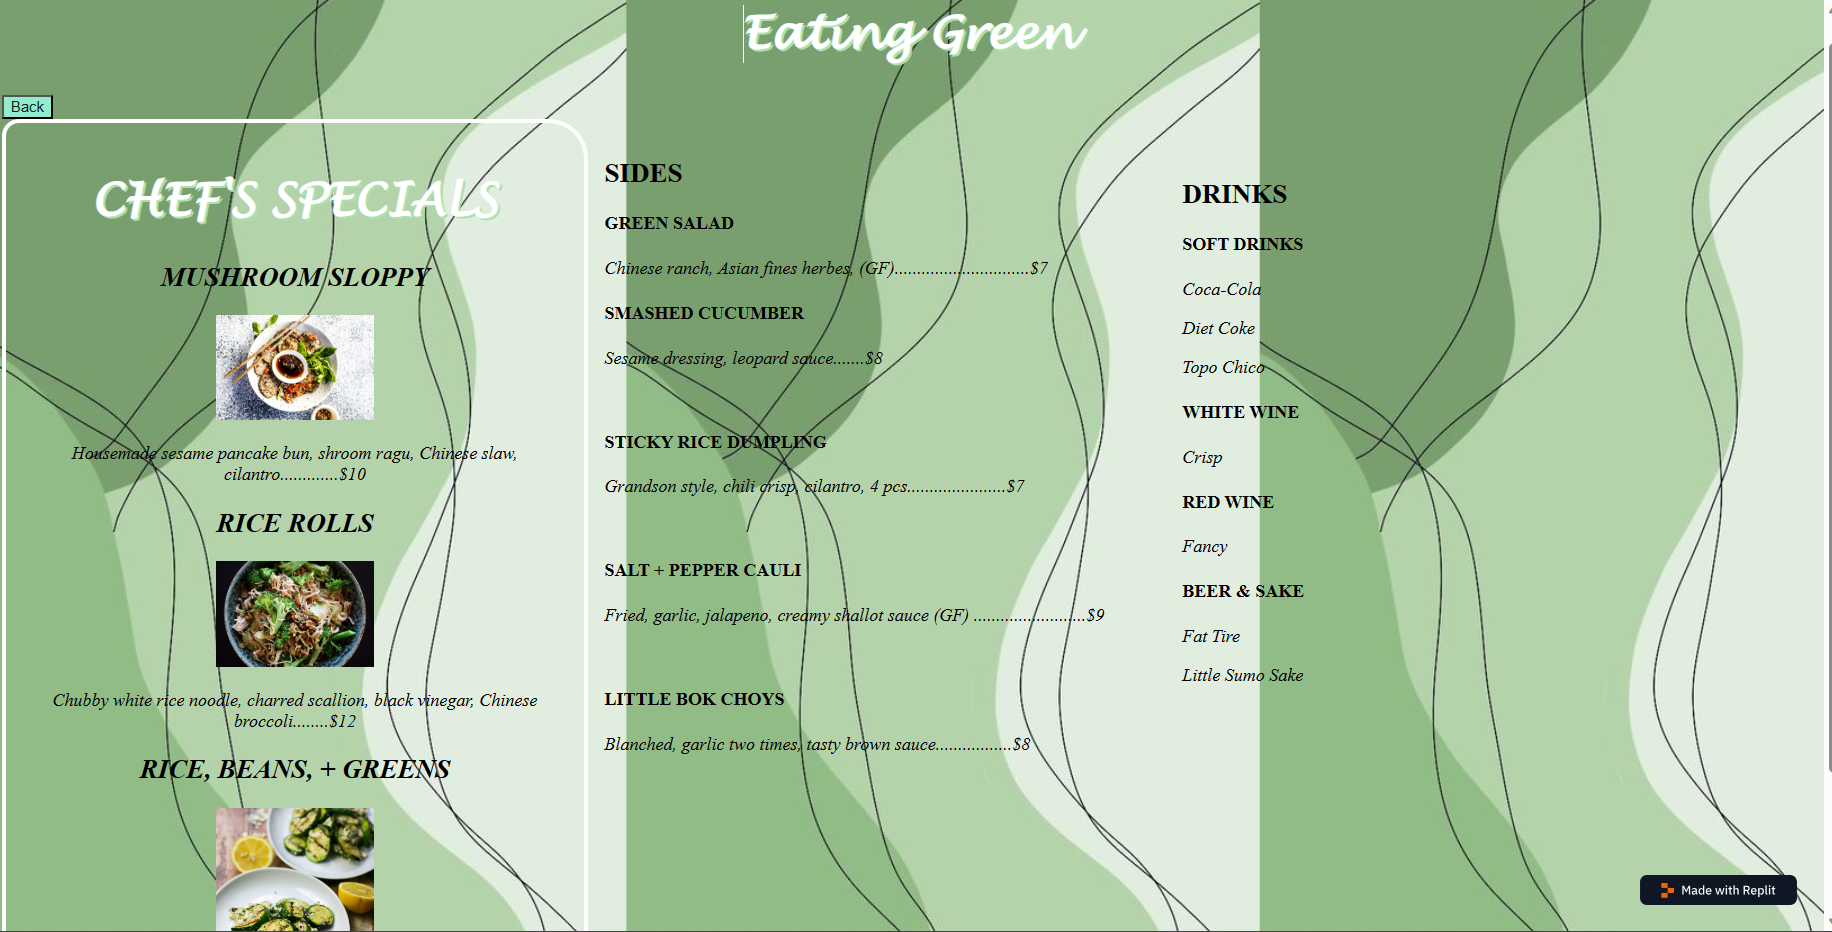 Eating Green
Back
CHEF'S SPECIALS
MUSHROOM SLOPPY
Housemade sesame pancake bun, shroom ragu, Chinese slaw,
cilantro.............$10
RICE ROLLS
Chubby white rice noodle, charred scallion, black vinegar, Chinese
broccoli........$12
RICE, BEANS, + GREENS
SIDES
GREEN SALAD
Chinese ranch, Asian fines herbes, (GF)..............................$7
SMASHED CUCUMBER
Sesame dressing, leopard sauce.......$8
STICKY RICE DUMPLING
Grandson style, chili crisp, cilantro, 4 pcs......................$7
SALT + PEPPER CAULI
Fried, garlic, jalapeno, creamy shallot sauce (GF) .........................$9
LITTLE BOK CHOYS
Blanched, garlic two times, tasty brown sauce.................$8
DRINKS
SOFT DRINKS
Coca-Cola
Diet Coke
Topo Chico
WHITE WINE
Crisp
RED WINE
Fancy
BEER & SAKE
Fat Tire
Little Sumo Sake
Made with Replit